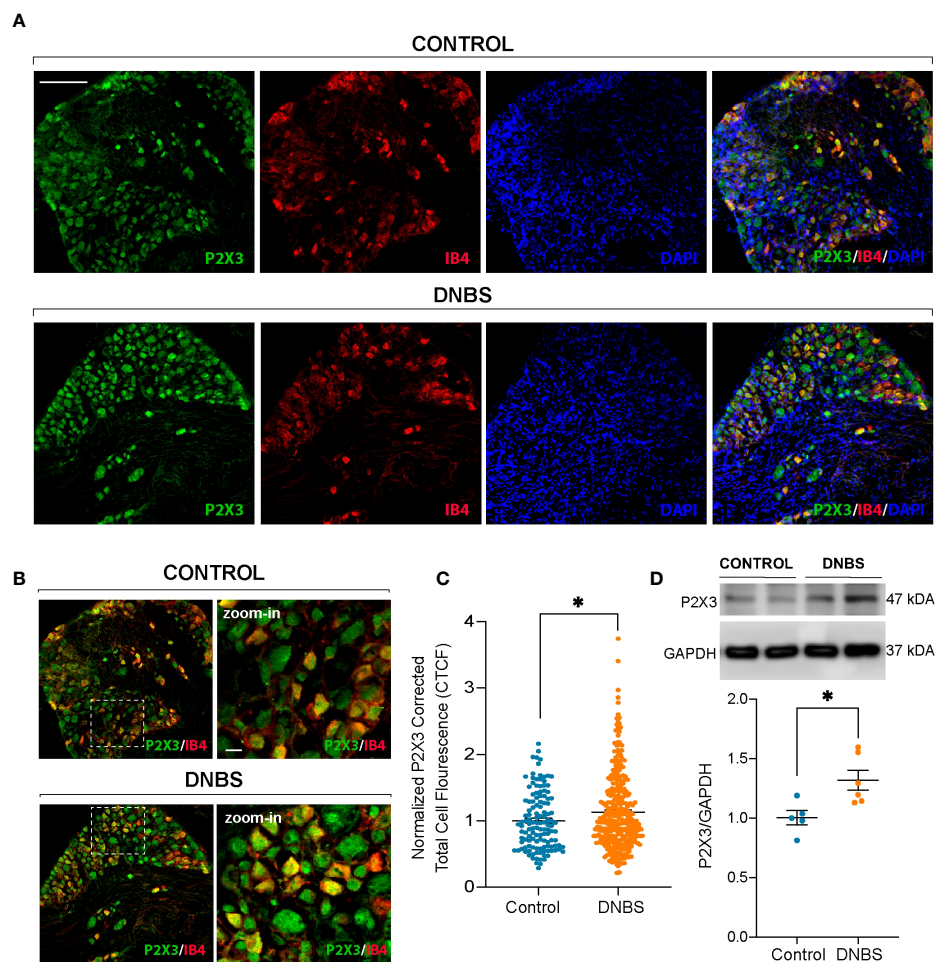 A
CONTROL
P2X3
IB4
DAPI
P2X3/IB4/DAPI
DNBS
P2X3
IB4
DAPI
P2X3/IB4/DAPI
B
CONTROL
zoom-in
P2X3/IB4
P2X3/IB4
DNBS
zoom-in
P2X3/IB4
P2X3/IB4
C
Normalized P2X3 Corrected
Total Cell Flourescence (CTCF)
4
3
2
1
0
*
Control
DNBS
D
CONTROL
DNBS
P2X3
47 kDA
GAPDH
37 kDA
P2X3/GAPDH
2.0
1.5
1.0
0.5
0.0
*
Control
DNBS